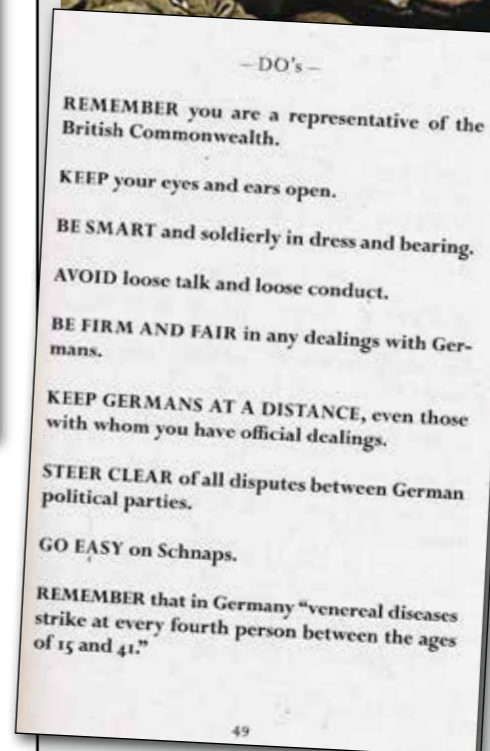 – DO's –
REMEMBER you are a representative of the
British Commonwealth.
KEEP your eyes and ears open.
BE SMART and soldierly in dress and bearing.
AVOID loose talk and loose conduct.
BE FIRM AND FAIR in any dealings with Ger-
mans.
KEEP GERMANS AT A DISTANCE, even those
with whom you have official dealings.
STEER CLEAR of all disputes between German
political parties.
GO EASY on Schnaps.
REMEMBER that in Germany “venereal diseases
strike at every fourth person between the ages
of 15 and 41.”
49